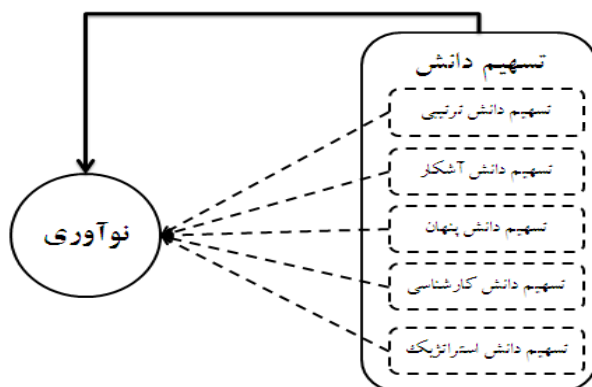 تسهیم دانش
تسهیم دانش ترتیبی
تسهیم دانش آشکار
تسهیم دانش پنهان
تسهیم دانش کارشناسی
تسهیم دانش استراتژیک
نوآوری